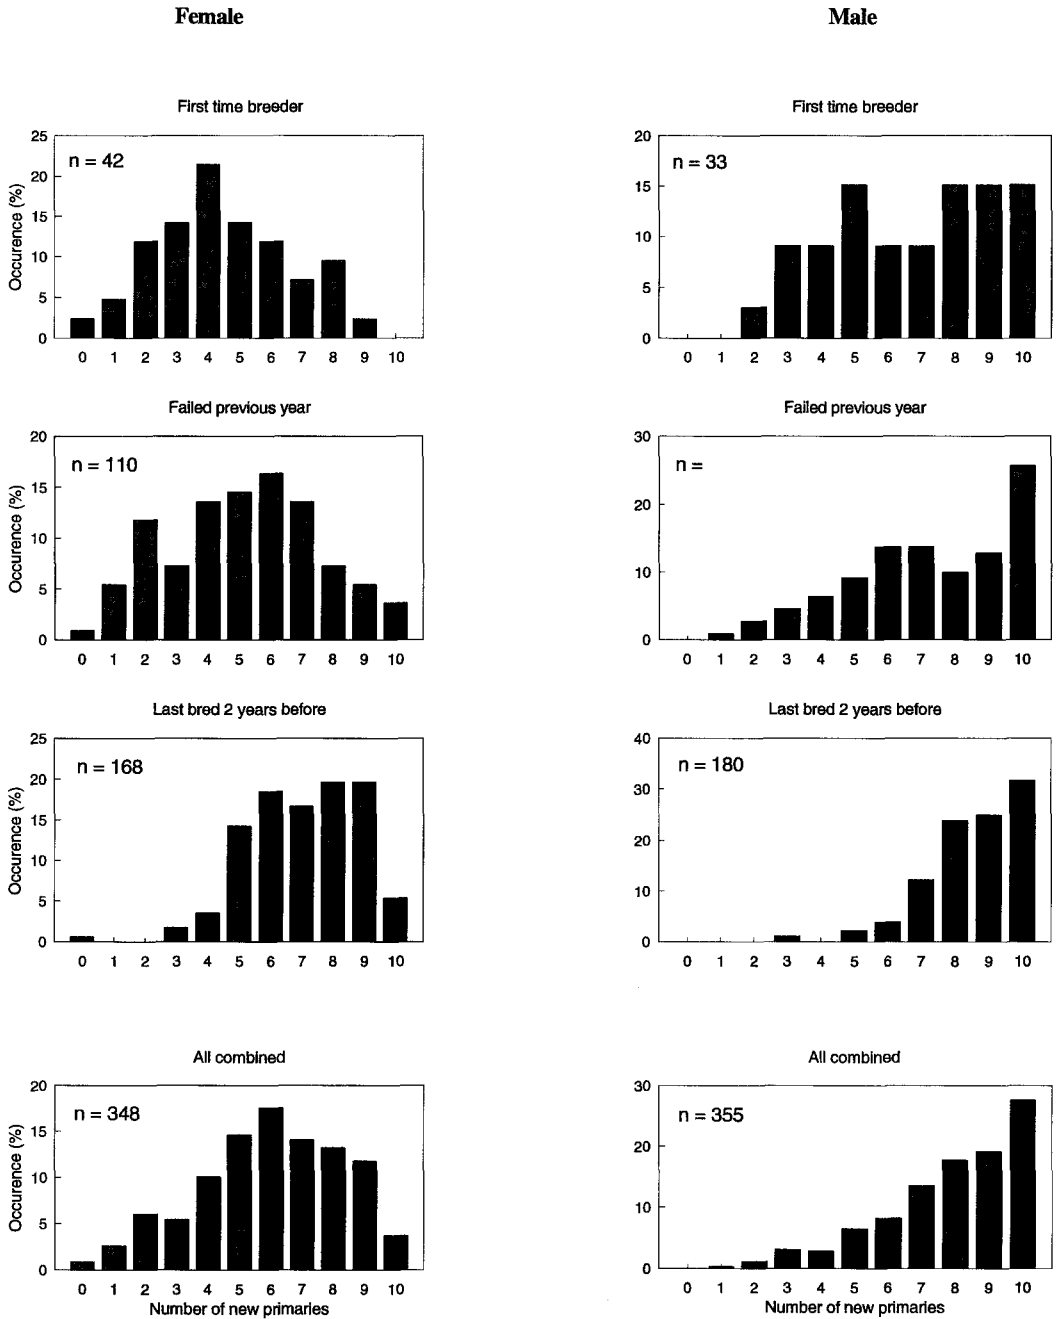 Female
Male
First time breeder
First time breeder
25
20
15
10
5
0
Occurence (%)
n = 42
0 1 2 3 4 5 6 7 8 9 10
20
15
10
5
0
n = 33
0 1 2 3 4 5 6 7 8 9 10
Failed previous year
Failed previous year
20
15
10
5
0
Occurence (%)
n = 110
0 1 2 3 4 5 6 7 8 9 10
30
20
10
0
n =
0 1 2 3 4 5 6 7 8 9 10
Last bred 2 years before
Last bred 2 years before
25
20
15
10
5
0
Occurence (%)
n = 168
0 1 2 3 4 5 6 7 8 9 10
40
30
20
10
0
n = 180
0 1 2 3 4 5 6 7 8 9 10
All combined
All combined
20
15
10
5
0
Occurence (%)
n = 348
0 1 2 3 4 5 6 7 8 9 10
Number of new primaries
30
20
10
0
n = 355
0 1 2 3 4 5 6 7 8 9 10
Number of new primaries